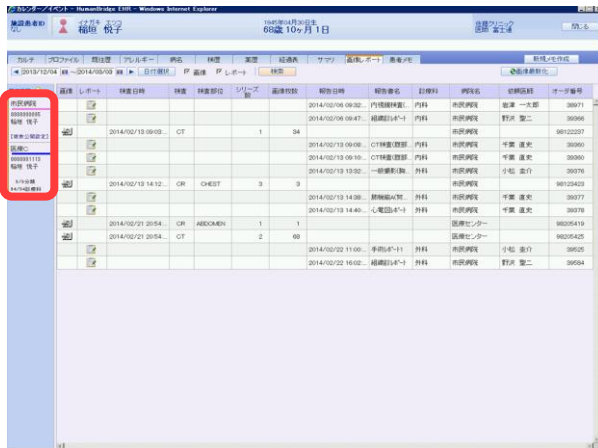 カレンダー／イベント - HumanBridge EHR - Windows Internet Explorer
施設患者ID
なし
イナガキ エツコ
稲垣 悦子
1945年04月30日生
68歳10ヶ月1日
佐藤クリニック
医師 富士通
閉じる
カルテ プロファイル 既往歴 アレルギー 病名 検歴 薬歴 経過表 サマリ 画像レポート 患者メモ
新規メモ作成
2013/12/04 ～ 2014/03/03 日付選択 画像 レポート 検索
画像最新化
画像 レポート 検査日時 検査 検査部位 シリーズ数 画像枚数 報告日時 報告書名 診療科 病院名 依頼医師 オーダ番号
市民病院
0000000005
稲垣 悦子
医療C
0000001115
稲垣 悦子
2014/02/06 09:32... 内視鏡検査(... 内科 市民病院 岩津 一太郎 38971
2014/02/06 09:47... 組織診レポート 内科 市民病院 野沢 聖二 39366
2014/02/13 09:03... CT 1 34 市民病院 98122237
2014/02/13 09:08... CT検査(腹部... 内科 市民病院 千葉 直史 39360
2014/02/13 09:10... CT検査(腹部... 内科 市民病院 千葉 直史 39360
2014/02/13 13:32... 一般撮影(胸... 外科 市民病院 小松 圭介 39376
2014/02/13 14:12... CR CHEST 3 3 市民病院 98123423
2014/02/13 14:38... 外科 市民病院 千葉 直史 39377
2014/02/13 14:40... 心電図レポート 外科 市民病院 千葉 直史 39378
2014/02/21 20:54... CR ABDOMEN 1 1 医療センター 98205419
2014/02/21 20:54... CT 2 68 医療センター 98205425
2014/02/22 11:00... 手術レポート1 外科 市民病院 小松 圭介 39525
2014/02/22 16:02... 組織診レポート 外科 市民病院 野沢 聖二 39584